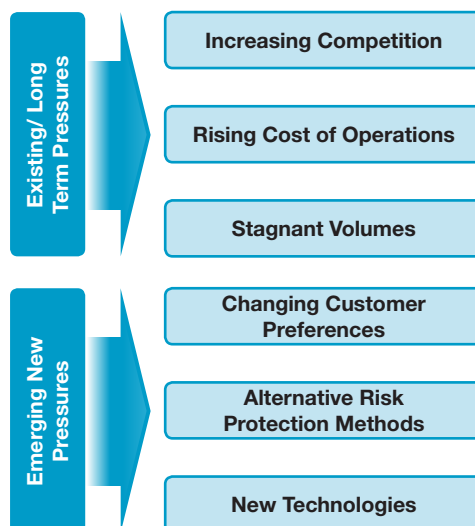 Existing/ Long
Term Pressures
Increasing Competition
Rising Cost of Operations
Stagnant Volumes
Emerging New
Pressures
Changing Customer
Preferences
Alternative Risk
Protection Methods
New Technologies